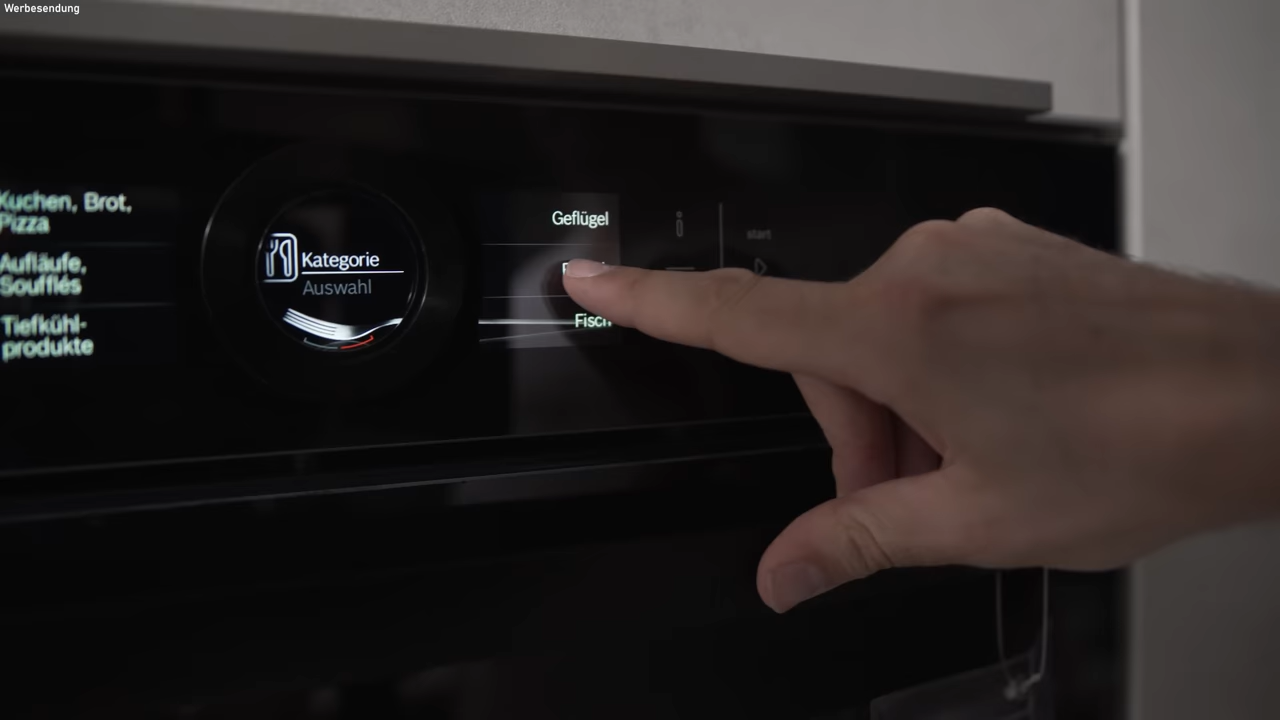 Werbesendung
Kuchen, Brot,
Pizza
Aufläufe,
Soufflés
Tiefkühl-
produkte
Kategorie
Auswahl
Geflügel
Fisch
i
start